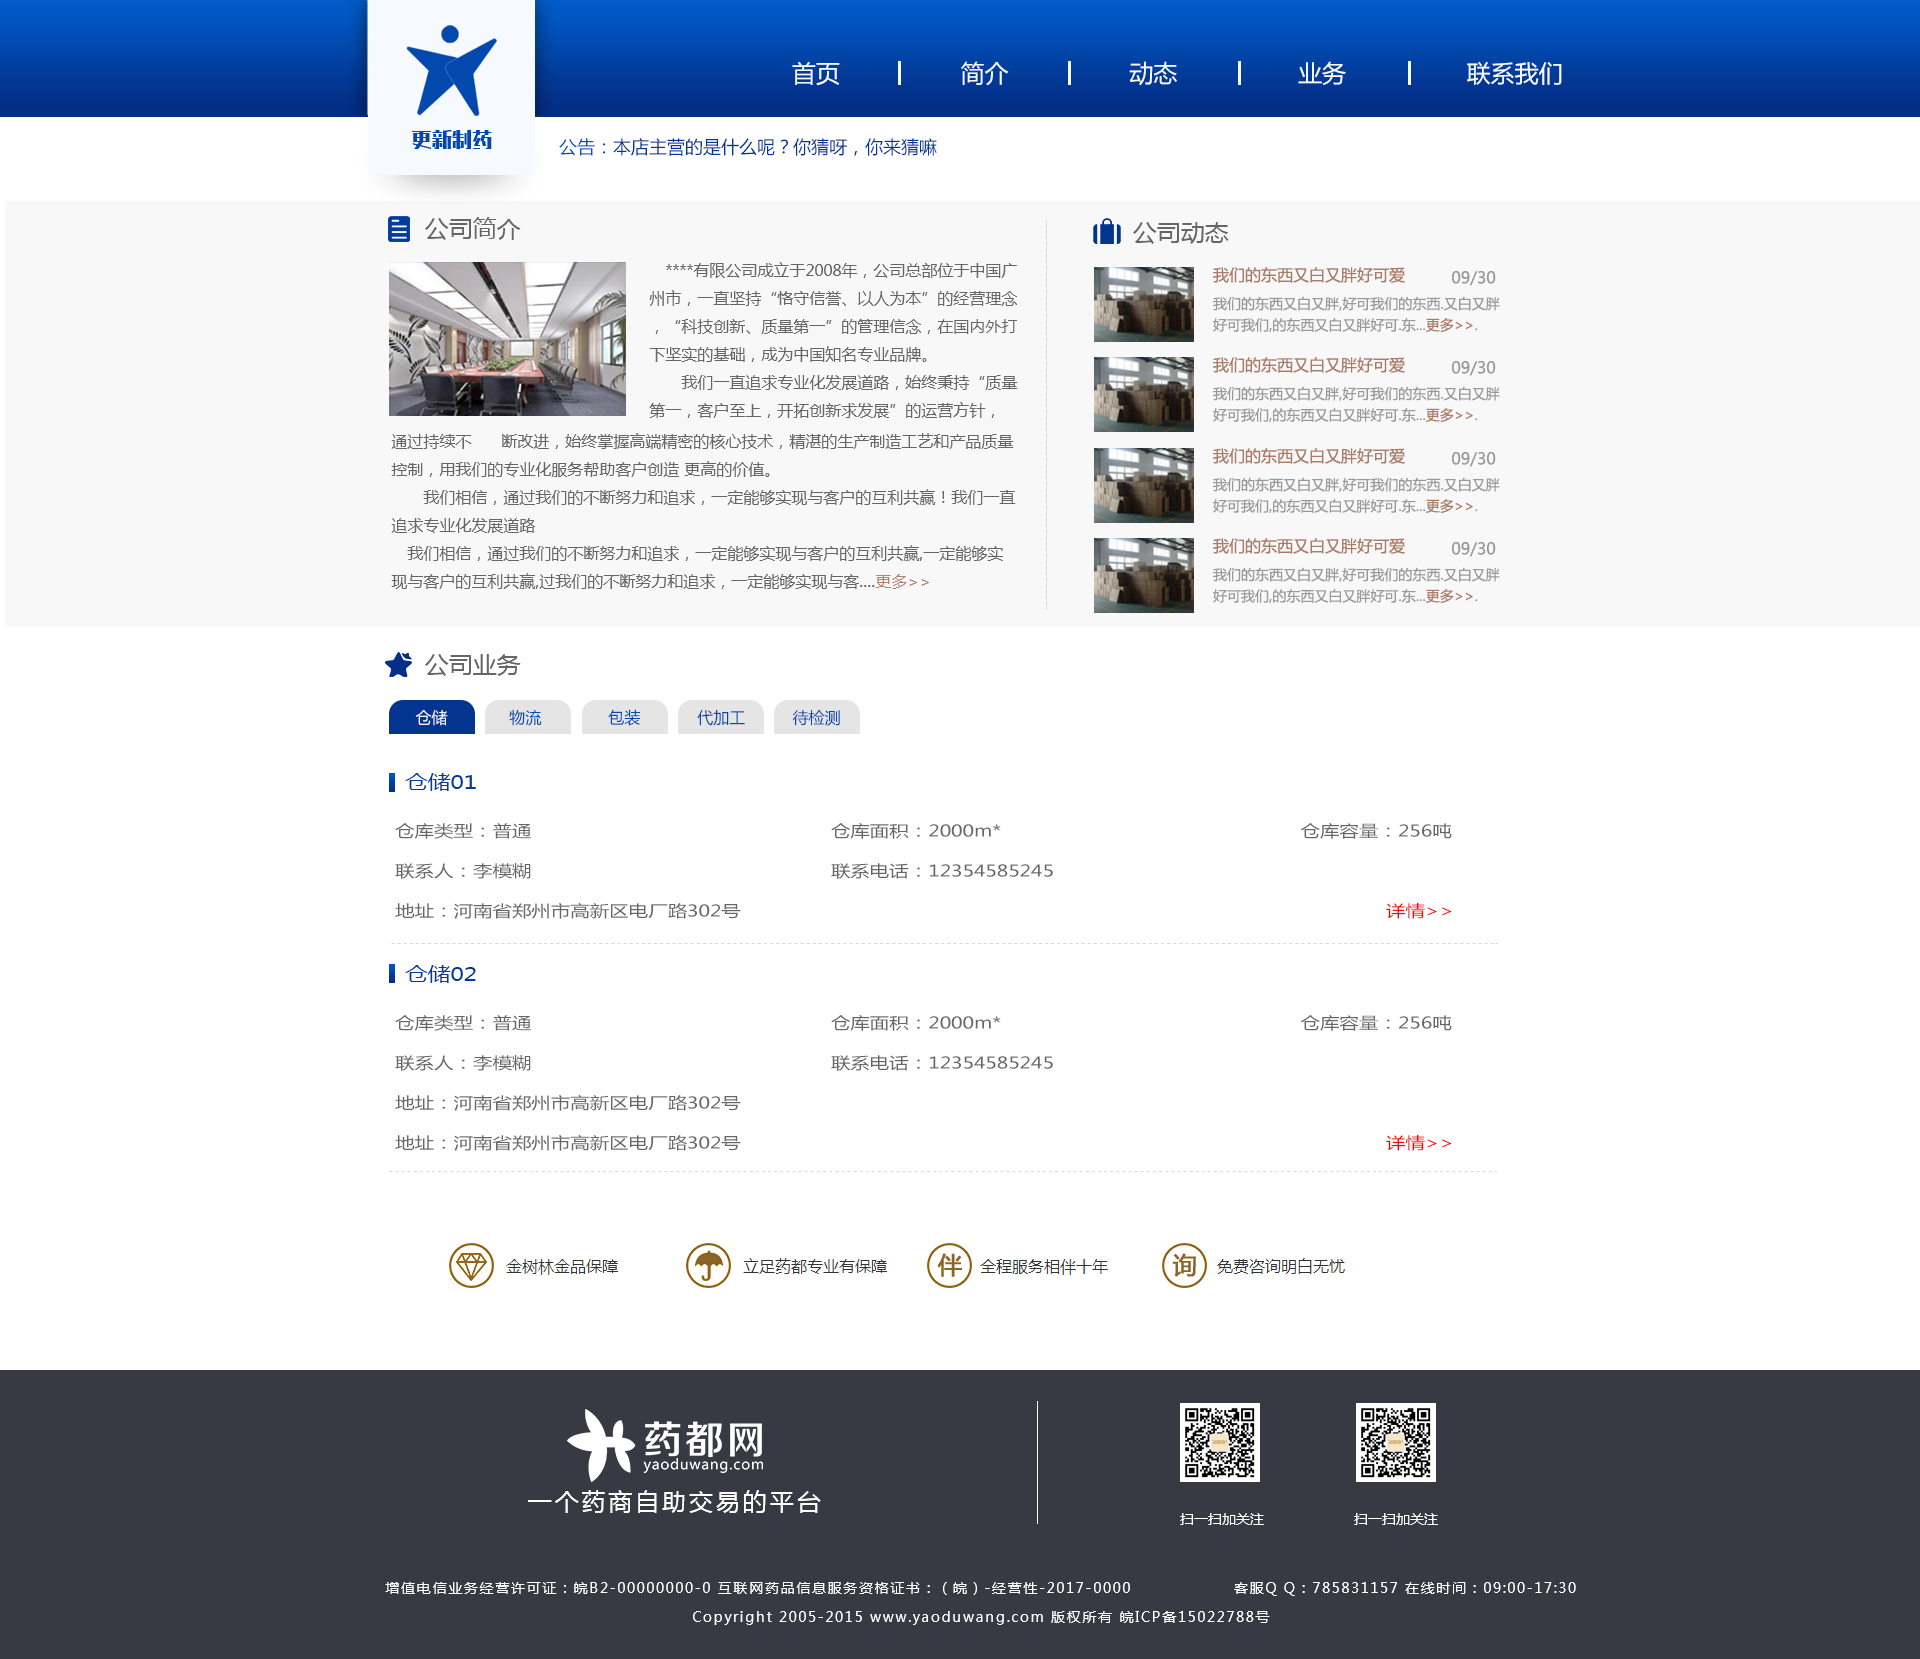 首页 简介 动态 业务 联系我们
更新制药
公告：本店主营的是什么呢？你猜呀，你来猜嘛
公司简介
****有限公司成立于2008年，公司总部位于中国广
州市，一直坚持“恪守信誉、以人为本”的经营理念
，“科技创新、质量第一”的管理信念，在国内外打
下坚实的基础，成为中国知名专业品牌。
我们一直追求专业化发展道路，始终秉持“质量
第一，客户至上，开拓创新求发展”的运营方针，
通过持续不 断改进，始终掌握高端精密的核心技术，精湛的生产制造工艺和产品质量
控制，用我们的专业化服务帮助客户创造 更高的价值。
我们相信，通过我们的不断努力和追求，一定能够实现与客户的互利共赢！我们一直
追求专业化发展道路
我们相信，通过我们的不断努力和追求，一定能够实现与客户的互利共赢,一定能够实
现与客户的互利共赢,过我们的不断努力和追求，一定能够实现与客....更多>>
公司动态
我们的东西又白又胖好可爱 09/30
我们的东西又白又胖,好可我们的东西.又白又胖
好可我们,的东西又白又胖好可.东...更多>>.
我们的东西又白又胖好可爱 09/30
我们的东西又白又胖,好可我们的东西.又白又胖
好可我们,的东西又白又胖好可.东...更多>>.
我们的东西又白又胖好可爱 09/30
我们的东西又白又胖,好可我们的东西.又白又胖
好可我们,的东西又白又胖好可.东...更多>>.
我们的东西又白又胖好可爱 09/30
我们的东西又白又胖,好可我们的东西.又白又胖
好可我们,的东西又白又胖好可.东...更多>>.
公司业务
仓储 物流 包装 代加工 待检测
仓储01
仓库类型：普通 仓库面积：2000m* 仓库容量：256吨
联系人：李模糊 联系电话：12354585245
地址：河南省郑州市高新区电厂路302号 详情>>
仓储02
仓库类型：普通 仓库面积：2000m* 仓库容量：256吨
联系人：李模糊 联系电话：12354585245
地址：河南省郑州市高新区电厂路302号
地址：河南省郑州市高新区电厂路302号 详情>>
金树林金品保障 立足药都专业有保障 伴 全程服务相伴十年 询 免费咨询明白无忧
药都网
yaoduwang.com
一个药商自助交易的平台
扫一扫加关注 扫一扫加关注
增值电信业务经营许可证：皖B2-00000000-0 互联网药品信息服务资格证书：（皖）-经营性-2017-0000 客服Q Q：785831157 在线时间：09:00-17:30
Copyright 2005-2015 www.yaoduwang.com 版权所有 皖ICP备15022788号